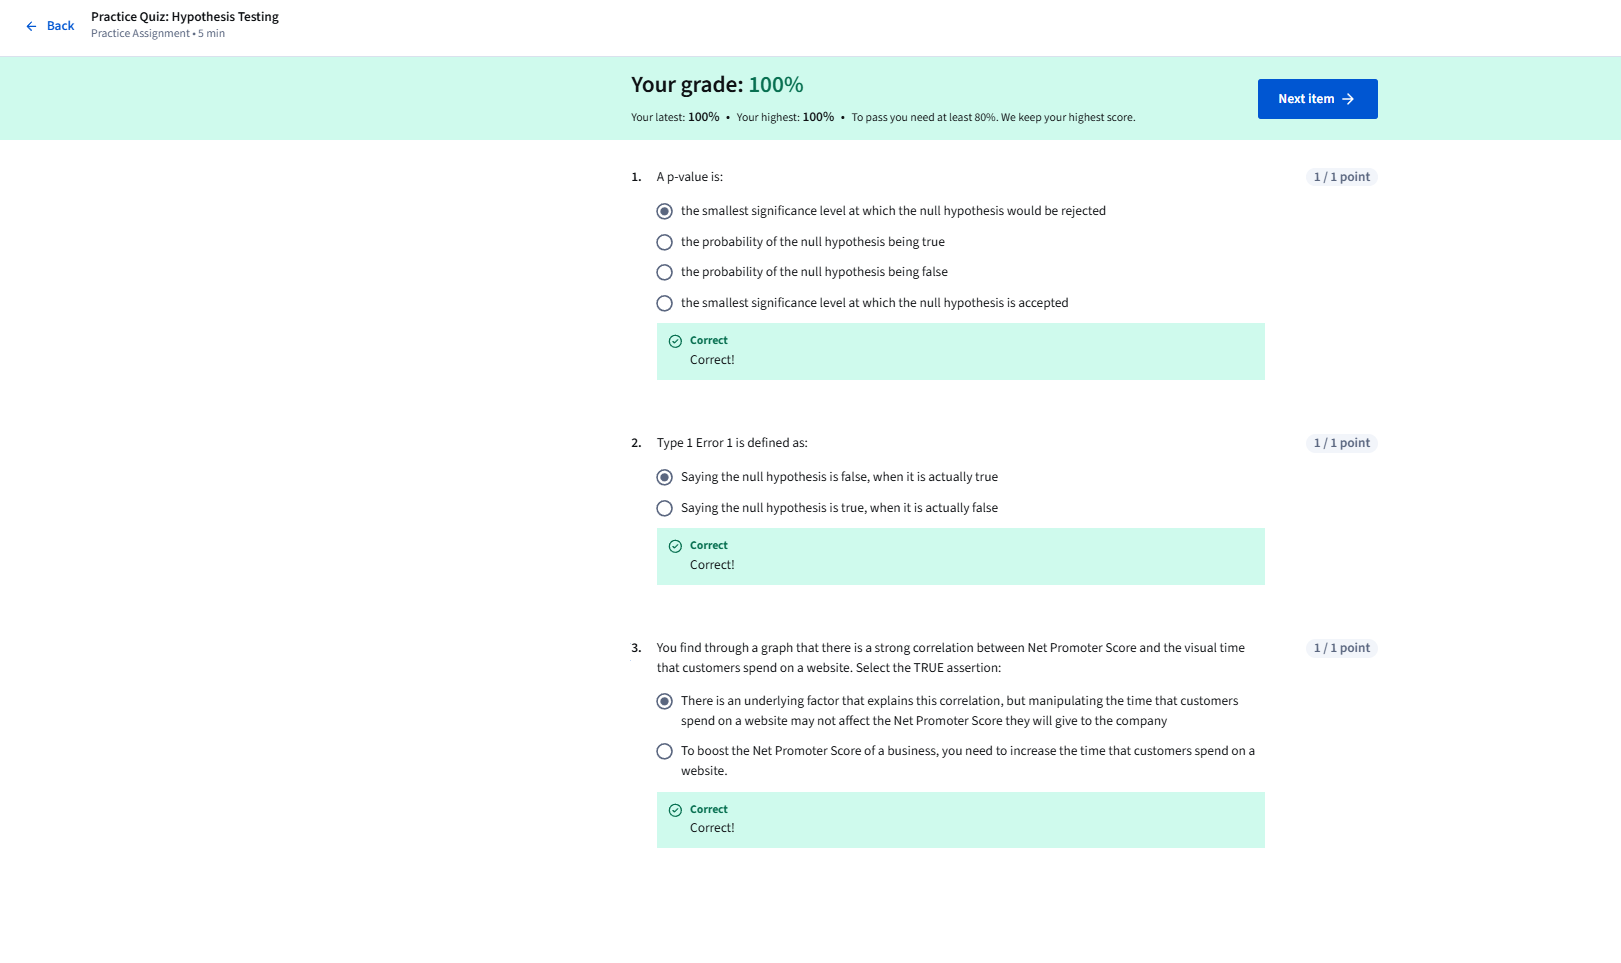 Back
Practice Quiz: Hypothesis Testing
Practice Assignment • 5 min
Your grade: 100%
Your latest: 100% • Your highest: 100% • To pass you need at least 80%. We keep your highest score.
Next item
1. A p-value is:
1 / 1 point
the smallest significance level at which the null hypothesis would be rejected
the probability of the null hypothesis being true
the probability of the null hypothesis being false
the smallest significance level at which the null hypothesis is accepted
Correct
Correct!
2. Type 1 Error 1 is defined as:
1 / 1 point
Saying the null hypothesis is false, when it is actually true
Saying the null hypothesis is true, when it is actually false
Correct
Correct!
3. You find through a graph that there is a strong correlation between Net Promoter Score and the visual time
1 / 1 point
that customers spend on a website. Select the TRUE assertion:
There is an underlying factor that explains this correlation, but manipulating the time that customers
spend on a website may not affect the Net Promoter Score they will give to the company
To boost the Net Promoter Score of a business, you need to increase the time that customers spend on a
website.
Correct
Correct!